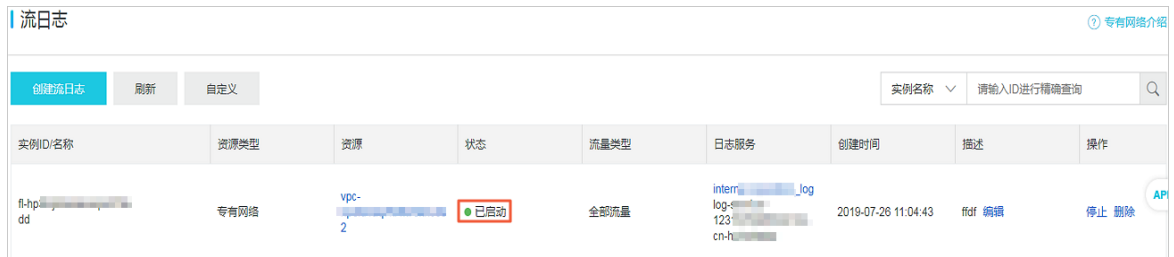 流日志
专有网络介绍
创建流日志 刷新 自定义 实例名称 请输入ID进行精确查询
实例ID/名称 资源类型 资源 状态 流量类型 日志服务 创建时间 描述 操作
fl-hp
dd
专有网络
vpc-
2
已启动
全部流量
intern _log
log-s
123
cn-h
2019-07-26 11:04:43
ffdf 编辑
停止 删除
API